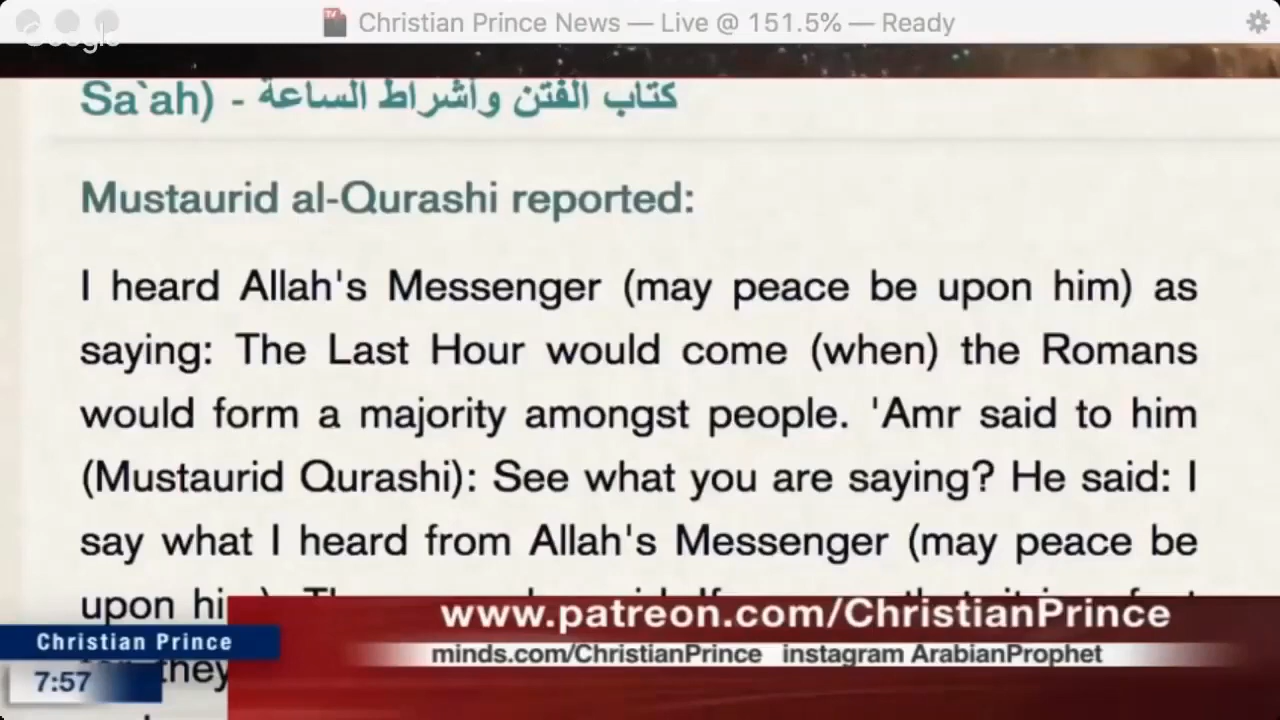 Christian Prince News — Live @ 151.5% — Ready
Google
Sa`ah) - كتاب الفتن وأشراط الساعة
Mustaurid al-Qurashi reported:
I heard Allah's Messenger (may peace be upon him) as
saying: The Last Hour would come (when) the Romans
would form a majority amongst people. 'Amr said to him
(Mustaurid Qurashi): See what you are saying? He said: I
say what I heard from Allah's Messenger (may peace be
upon
www.patreon.com/ChristianPrince
Christian Prince
minds.com/ChristianPrince instagram ArabianProphet
they
7:57